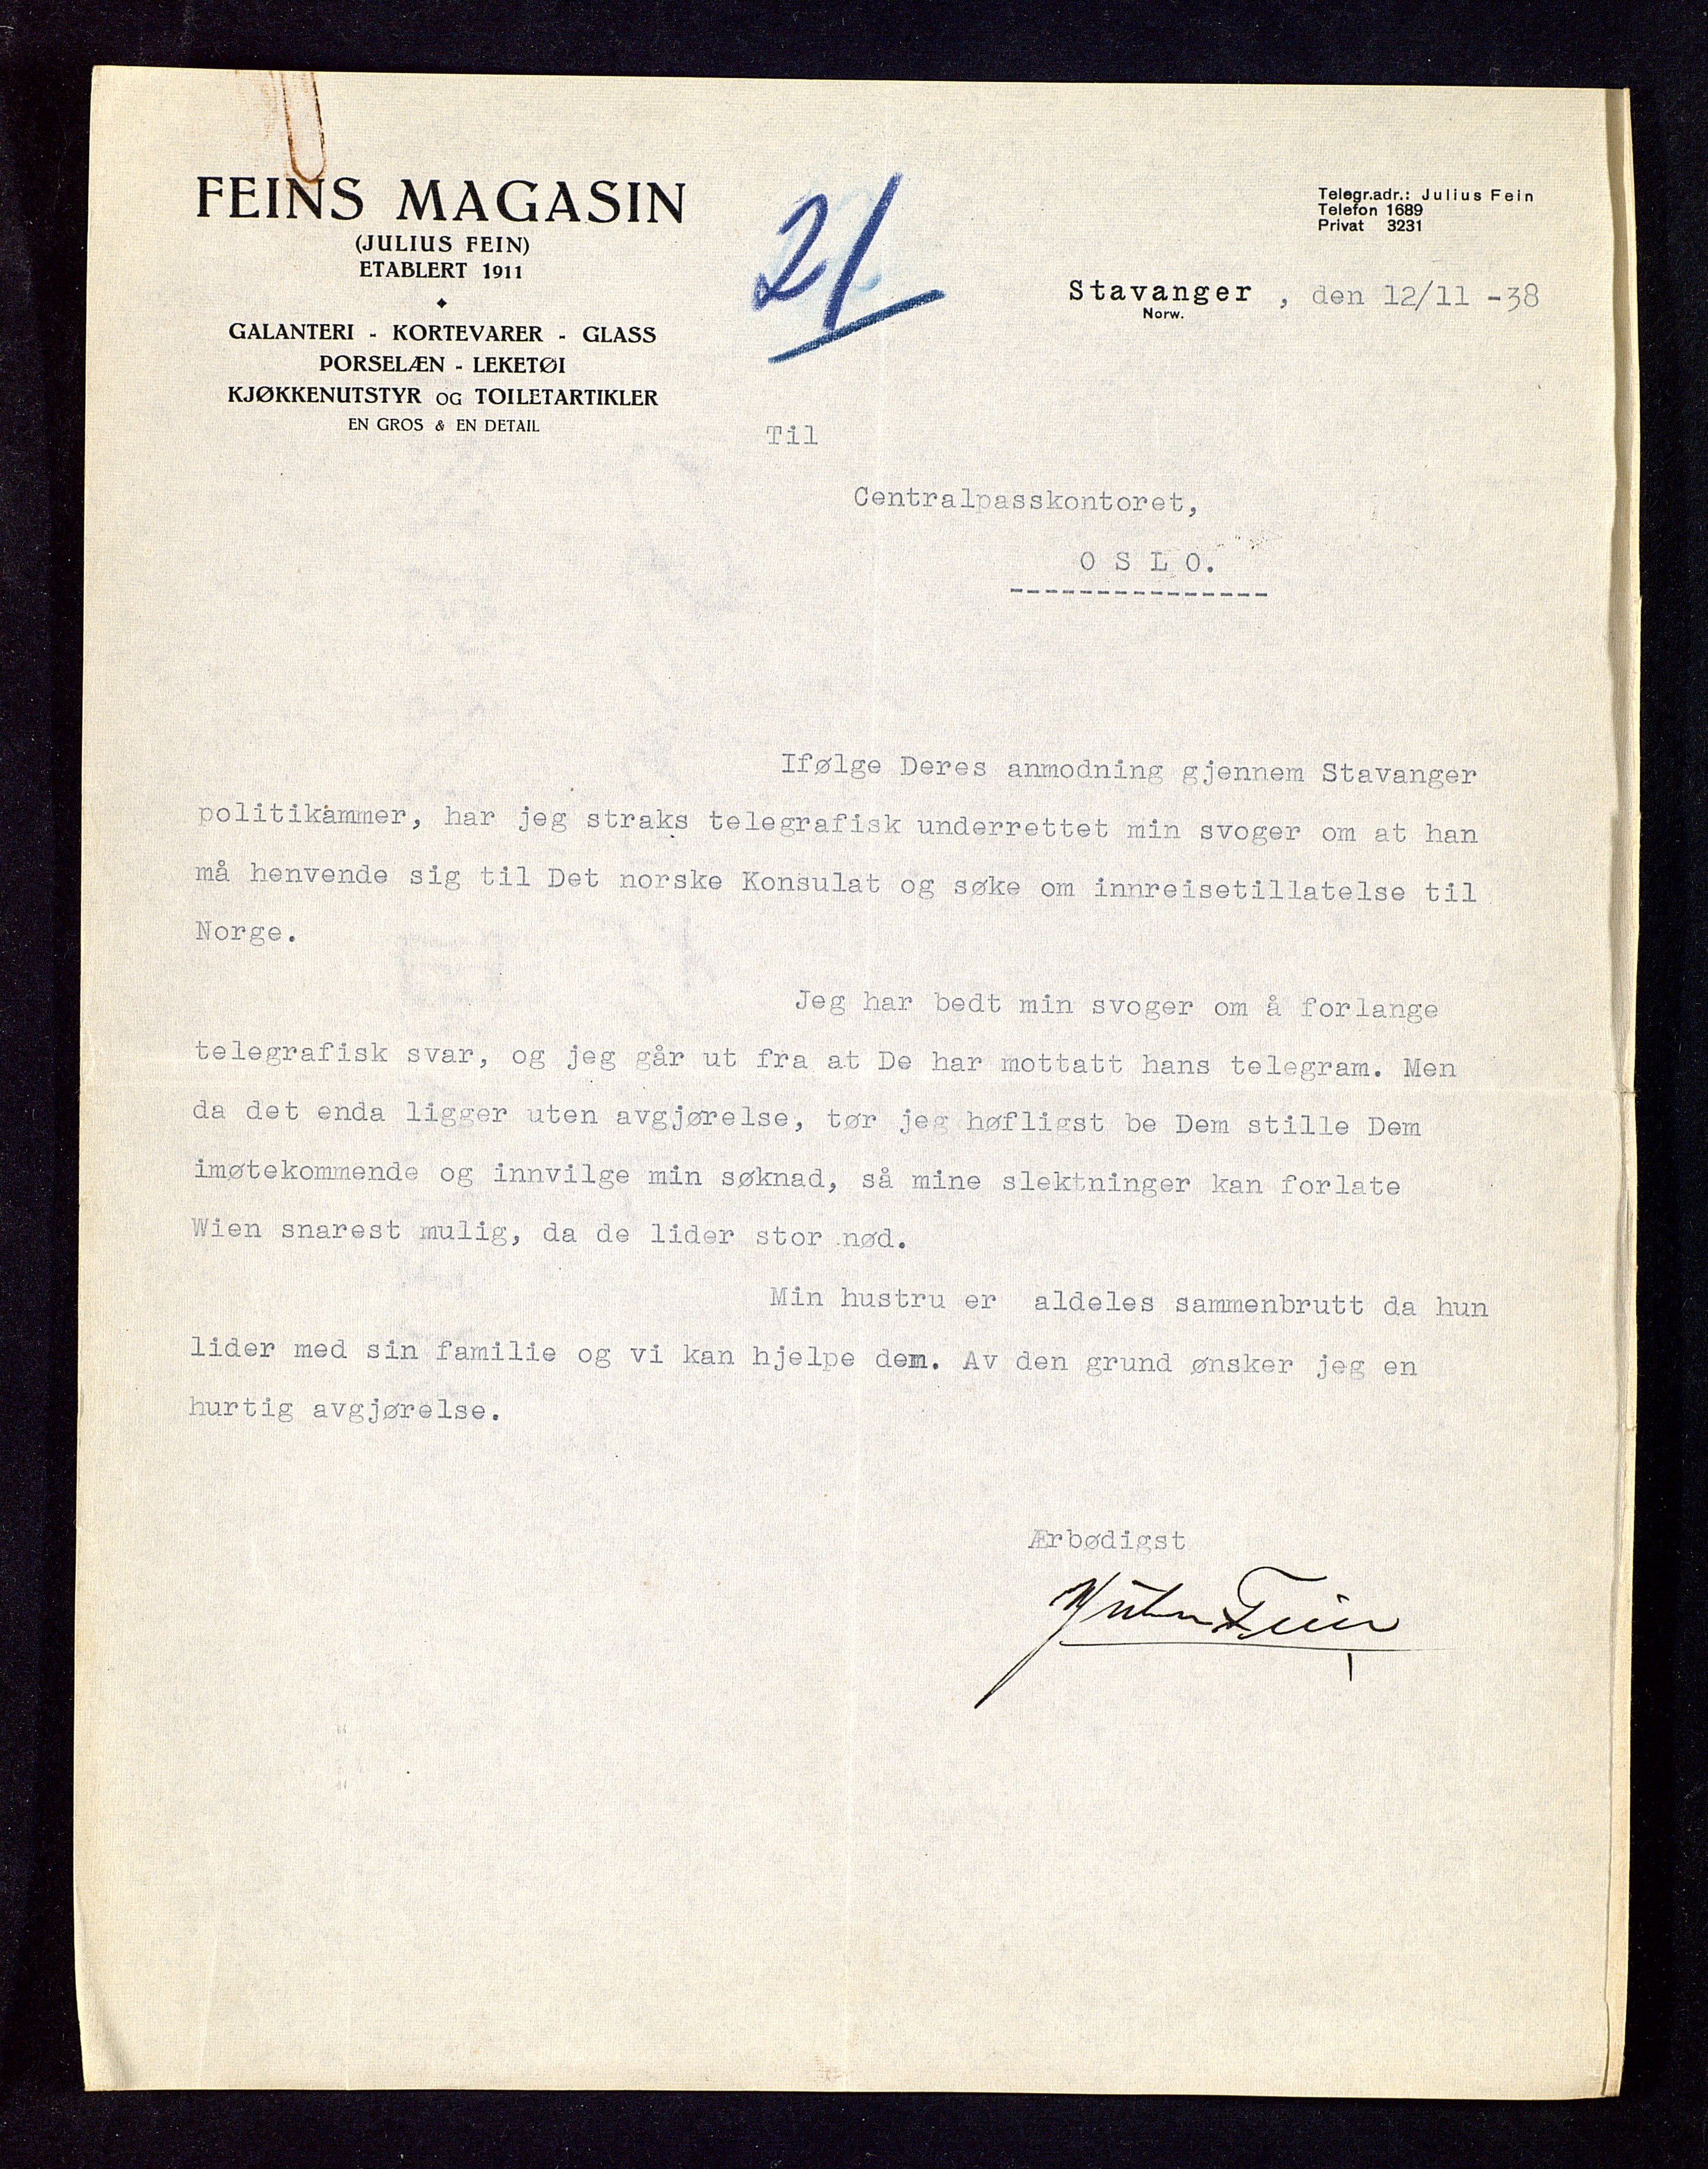 FEINS MAGASIN
(JULIUS FEIN)
ETABLERT 1911
GALANTERI - KORTEVARER - GLASS
PORSELÆN - LEKETØI
KJØKKENUTSTYR OG TOILETARTIKLER
EN GROS & EN DETAIL
21
Telegr.adr.: Julius Fein
Telefon 1689
Privat 3231
Stavanger, den 12/11 -38
Norw.
Til
Centralpasskontoret,
O S L O.
Ifølge Deres anmodning gjennem Stavanger
politikammer, har jeg straks telegrafisk underrettet min svoger om at han
må henvende sig til Det norske Konsulat og søke om innreisetillatelse til
Norge.
Jeg har bedt min svoger om å forlange
telegrafisk svar, og jeg går ut fra at De har mottatt hans telegram. Men
da det enda ligger uten avgjørelse, tør jeg høfligst be Dem stille Dem
imøtekommende og innvilge min søknad, så mine slektninger kan forlate
Wien snarest mulig, da de lider stor nød.
Min hustru er aldeles sammenbrutt da hun
lider med sin familie og vi kan hjelpe dem. Av den grund ønsker jeg en
hurtig avgjørelse.
Ærbødigst
Julius Fein